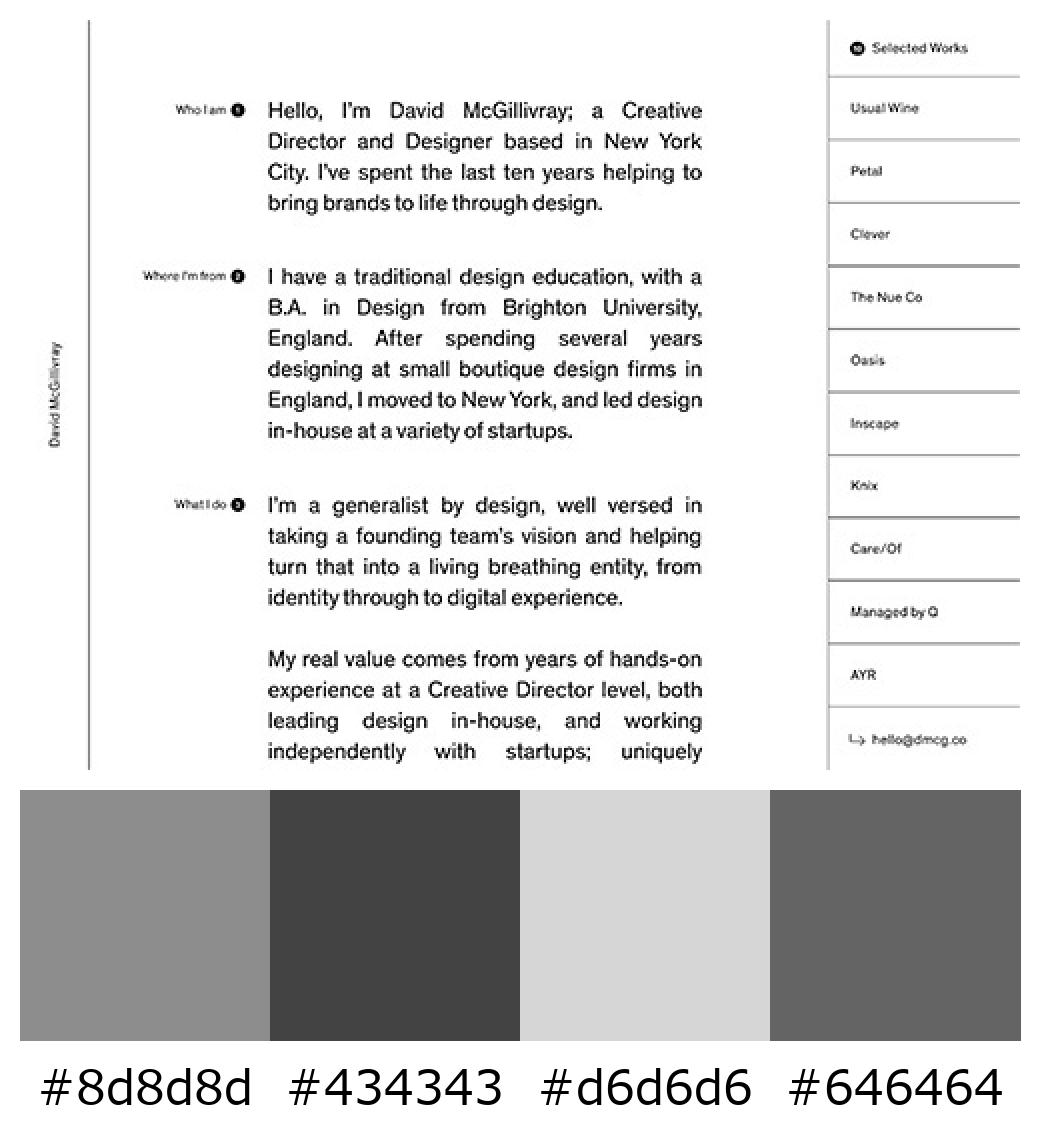 David McGillivray
Who I am 1
Hello, I'm David McGillivray; a Creative
Director and Designer based in New York
City. I've spent the last ten years helping to
bring brands to life through design.
Where I'm from 2
I have a traditional design education, with a
B.A. in Design from Brighton University,
England. After spending several years
designing at small boutique design firms in
England, I moved to New York, and led design
in-house at a variety of startups.
What I do 3
I'm a generalist by design, well versed in
taking a founding team's vision and helping
turn that into a living breathing entity, from
identity through to digital experience.
My real value comes from years of hands-on
experience at a Creative Director level, both
leading design in-house, and working
independently with startups; uniquely
10 Selected Works
Usual Wine
Petal
Clever
The Nue Co
Oasis
Inscape
Knix
Care/Of
Managed by Q
AYR
↳ hello@dmcg.co
#8d8d8d #434343 #d6d6d6 #646464